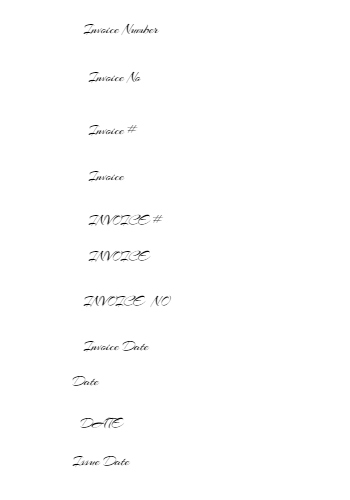 Invoice Number
Invoice No
Invoice #
Invoice
INVOICE #
INVOICE
INVOICE NO
Invoice Date
Date
DATE
Issue Date